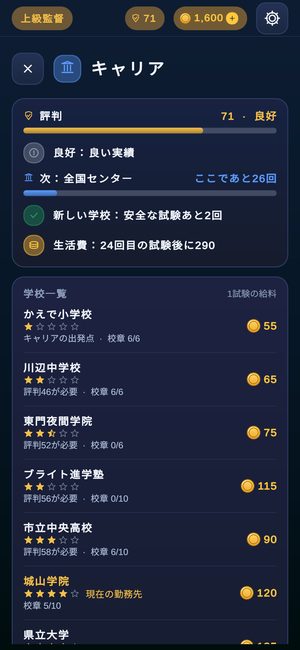 上級監督 71 1,600 +
キャリア
評判 71 · 良好
良好：良い実績
次：全国センター ここであと26回
新しい学校：安全な試験あと2回
生活費：24回目の試験後に290
学校一覧 1試験の給料
かえで小学校 55
キャリアの出発点 · 校章 6/6
川辺中学校 65
評判46が必要 · 校章 6/6
東門夜間学院 75
評判52が必要 · 校章 0/6
ブライト進学塾 115
評判56が必要 · 校章 0/10
市立中央高校 90
評判58が必要 · 校章 6/10
城山学院 120
現在の勤務先
校章 5/10
県立大学